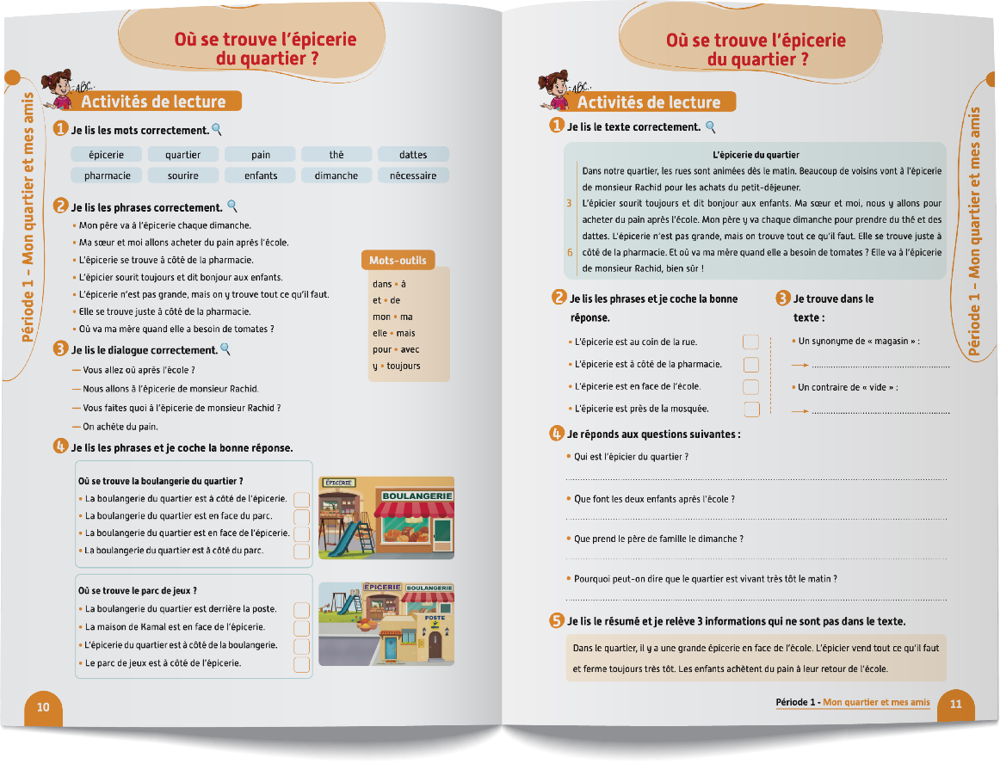 Où se trouve l'épicerie
du quartier ?
ABC..
Activités de lecture
Période 1 - Mon quartier et mes amis
1 Je lis les mots correctement.
épicerie quartier pain thé dattes
pharmacie sourire enfants dimanche nécessaire
2 Je lis les phrases correctement.
• Mon père va à l'épicerie chaque dimanche.
• Ma sœur et moi allons acheter du pain après l'école.
• L'épicerie se trouve à côté de la pharmacie.
• L'épicier sourit toujours et dit bonjour aux enfants.
• L'épicerie n'est pas grande, mais on y trouve tout ce qu'il faut.
• Elle se trouve juste à côté de la pharmacie.
• Où va ma mère quand elle a besoin de tomates ?
Mots-outils
dans • à
et • de
mon • ma
elle • mais
pour • avec
y • toujours
3 Je lis le dialogue correctement.
— Vous allez où après l'école ?
— Nous allons à l'épicerie de monsieur Rachid.
— Vous faites quoi à l'épicerie de monsieur Rachid ?
— On achète du pain.
4 Je lis les phrases et je coche la bonne réponse.
Où se trouve la boulangerie du quartier ?
• La boulangerie du quartier est à côté de l'épicerie.
• La boulangerie du quartier est en face du parc.
• La boulangerie du quartier est en face de l'épicerie.
• La boulangerie du quartier est à côté du parc.
ÉPICERIE
BOULANGERIE
Où se trouve le parc de jeux ?
• La boulangerie du quartier est derrière la poste.
• La maison de Kamal est en face de l'épicerie.
• L'épicerie du quartier est à côté de la boulangerie.
• Le parc de jeux est à côté de l'épicerie.
ÉPICERIE BOULANGERIE
POSTE
10
Où se trouve l'épicerie
du quartier ?
ABC..
Activités de lecture
Période 1 - Mon quartier et mes amis
1 Je lis le texte correctement.
L'épicerie du quartier
Dans notre quartier, les rues sont animées dès le matin. Beaucoup de voisins vont à l'épicerie
de monsieur Rachid pour les achats du petit-déjeuner.
3 L'épicier sourit toujours et dit bonjour aux enfants. Ma sœur et moi, nous y allons pour
acheter du pain après l'école. Mon père y va chaque dimanche pour prendre du thé et des
dattes. L'épicerie n'est pas grande, mais on trouve tout ce qu'il faut. Elle se trouve juste à
6 côté de la pharmacie. Et où va ma mère quand elle a besoin de tomates ? Elle va à l'épicerie
de monsieur Rachid, bien sûr !
2 Je lis les phrases et je coche la bonne
réponse.
• L'épicerie est au coin de la rue.
• L'épicerie est à côté de la pharmacie.
• L'épicerie est en face de l'école.
• L'épicerie est près de la mosquée.
3 Je trouve dans le
texte :
• Un synonyme de « magasin » :
• Un contraire de « vide » :
4 Je réponds aux questions suivantes :
• Qui est l'épicier du quartier ?
• Que font les deux enfants après l'école ?
• Que prend le père de famille le dimanche ?
• Pourquoi peut-on dire que le quartier est vivant très tôt le matin ?
5 Je lis le résumé et je relève 3 informations qui ne sont pas dans le texte.
Dans le quartier, il y a une grande épicerie en face de l'école. L'épicier vend tout ce qu'il faut
et ferme toujours très tôt. Les enfants achètent du pain à leur retour de l'école.
Période 1 - Mon quartier et mes amis
11